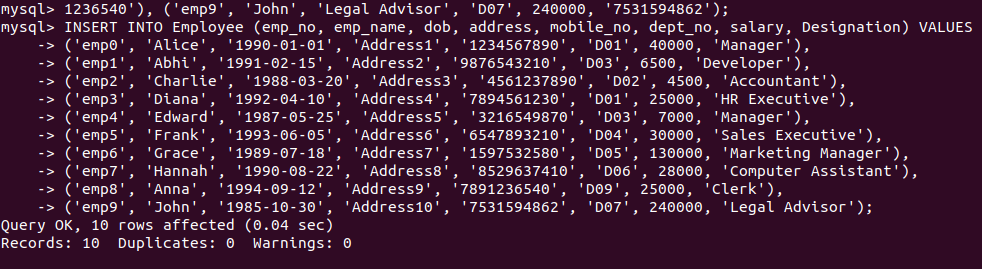 mysql> 1236540'), ('emp9', 'John', 'Legal Advisor', 'D07', 240000, '7531594862');
mysql> INSERT INTO Employee (emp_no, emp_name, dob, address, mobile_no, dept_no, salary, Designation) VALUES
    -> ('emp0', 'Alice', '1990-01-01', 'Address1', '1234567890', 'D01', 40000, 'Manager'),
    -> ('emp1', 'Abhi', '1991-02-15', 'Address2', '9876543210', 'D03', 6500, 'Developer'),
    -> ('emp2', 'Charlie', '1988-03-20', 'Address3', '4561237890', 'D02', 4500, 'Accountant'),
    -> ('emp3', 'Diana', '1992-04-10', 'Address4', '7894561230', 'D01', 25000, 'HR Executive'),
    -> ('emp4', 'Edward', '1987-05-25', 'Address5', '3216549870', 'D03', 7000, 'Manager'),
    -> ('emp5', 'Frank', '1993-06-05', 'Address6', '6547893210', 'D04', 30000, 'Sales Executive'),
    -> ('emp6', 'Grace', '1989-07-18', 'Address7', '1597532580', 'D05', 130000, 'Marketing Manager'),
    -> ('emp7', 'Hannah', '1990-08-22', 'Address8', '8529637410', 'D06', 28000, 'Computer Assistant'),
    -> ('emp8', 'Anna', '1994-09-12', 'Address9', '7891236540', 'D09', 25000, 'Clerk'),
    -> ('emp9', 'John', '1985-10-30', 'Address10', '7531594862', 'D07', 240000, 'Legal Advisor');
Query OK, 10 rows affected (0.04 sec)
Records: 10  Duplicates: 0  Warnings: 0